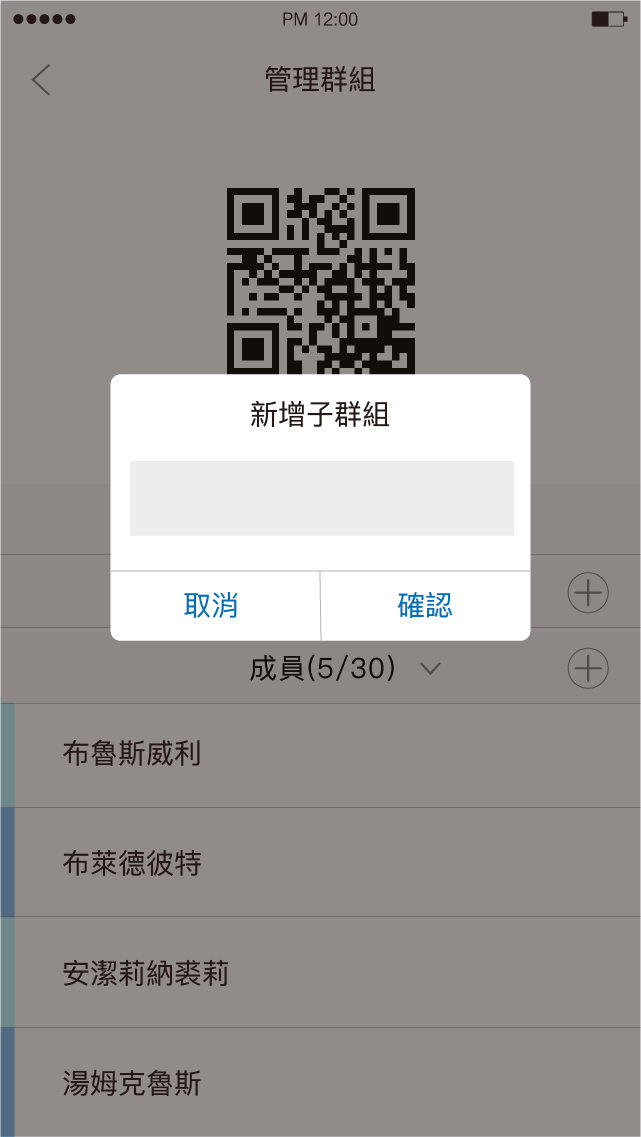 PM 12:00
管理群組
新增子群組
取消
確認
成員(5/30)
布魯斯威利
布萊德彼特
安潔莉納裘莉
湯姆克魯斯